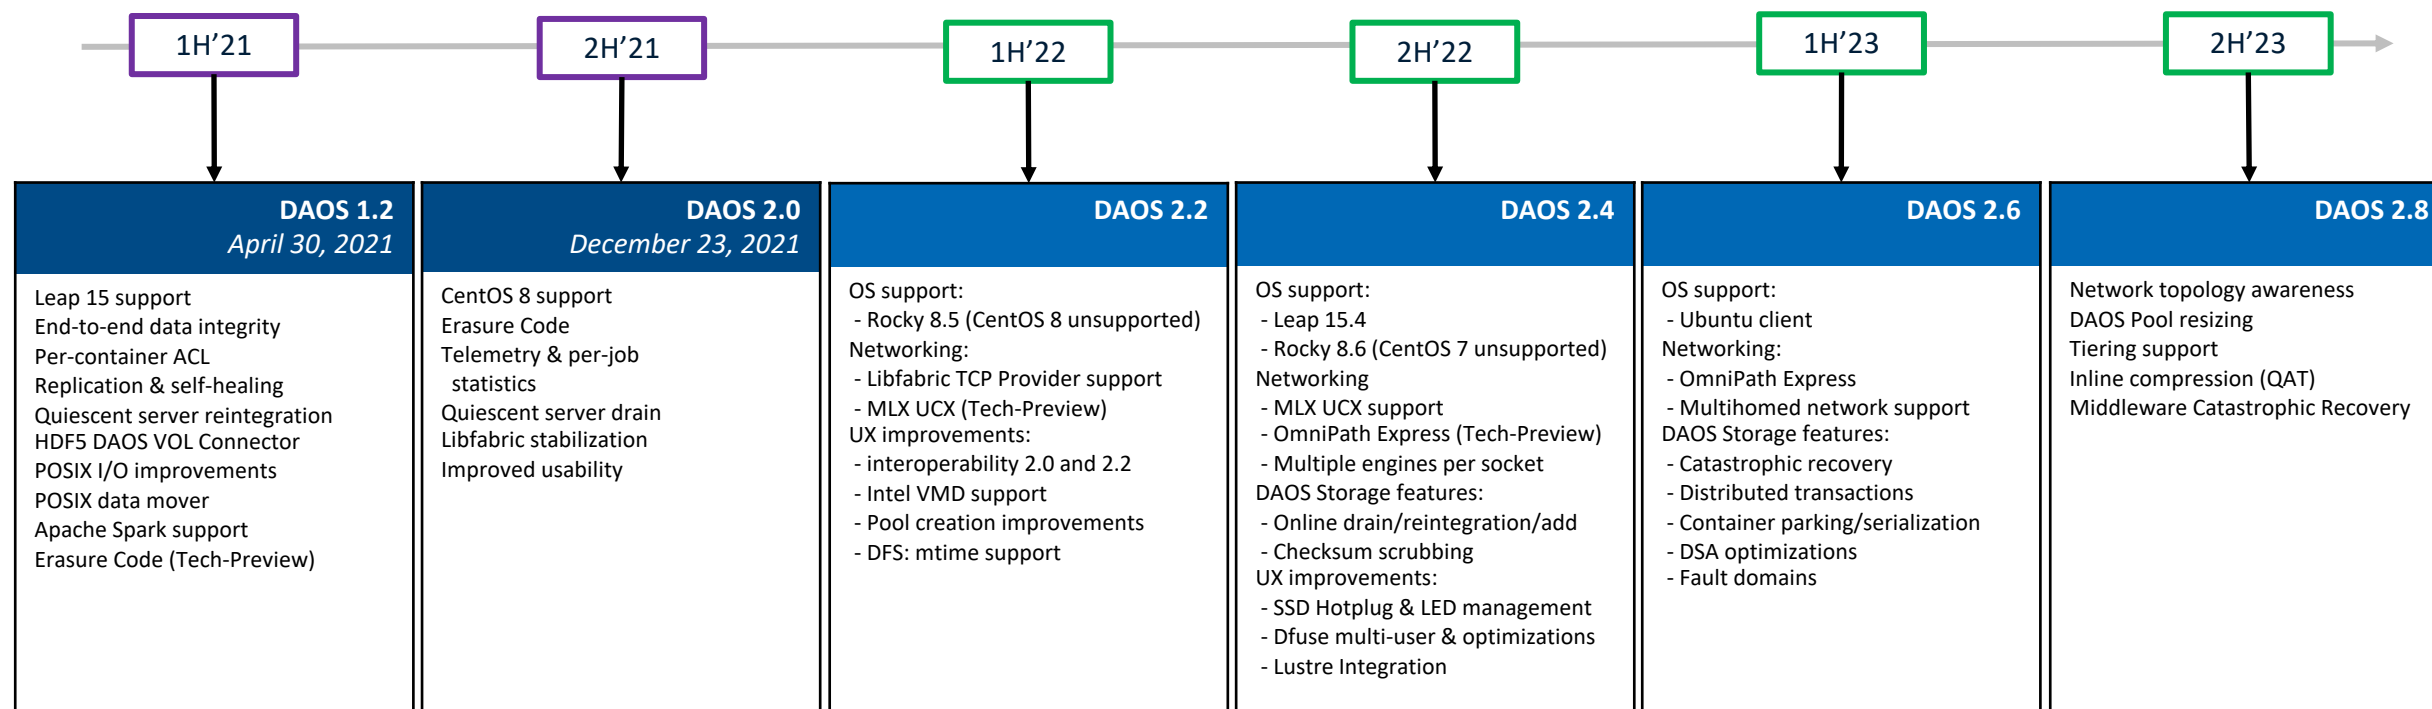 1H’21
2H’21
1H’22
2H’22
1H’23
2H’23
DAOS 1.2
April 30, 2021
Leap 15 support
End-to-end data integrity
Per-container ACL
Replication & self-healing
Quiescent server reintegration
HDF5 DAOS VOL Connector
POSIX I/O improvements
POSIX data mover
Apache Spark support
Erasure Code (Tech-Preview)
DAOS 2.0
December 23, 2021
CentOS 8 support
Erasure Code
Telemetry & per-job
statistics
Quiescent server drain
Libfabric stabilization
Improved usability
DAOS 2.2
OS support:
- Rocky 8.5 (CentOS 8 unsupported)
Networking:
- Libfabric TCP Provider support
- MLX UCX (Tech-Preview)
UX improvements:
- interoperability 2.0 and 2.2
- Intel VMD support
- Pool creation improvements
- DFS: mtime support
DAOS 2.4
OS support:
- Leap 15.4
- Rocky 8.6 (CentOS 7 unsupported)
Networking
- MLX UCX support
- OmniPath Express (Tech-Preview)
- Multiple engines per socket
DAOS Storage features:
- Online drain/reintegration/add
- Checksum scrubbing
UX improvements:
- SSD Hotplug & LED management
- Dfuse multi-user & optimizations
- Lustre Integration
DAOS 2.6
OS support:
- Ubuntu client
Networking:
- OmniPath Express
- Multihomed network support
DAOS Storage features:
- Catastrophic recovery
- Distributed transactions
- Container parking/serialization
- DSA optimizations
- Fault domains
DAOS 2.8
Network topology awareness
DAOS Pool resizing
Tiering support
Inline compression (QAT)
Middleware Catastrophic Recovery